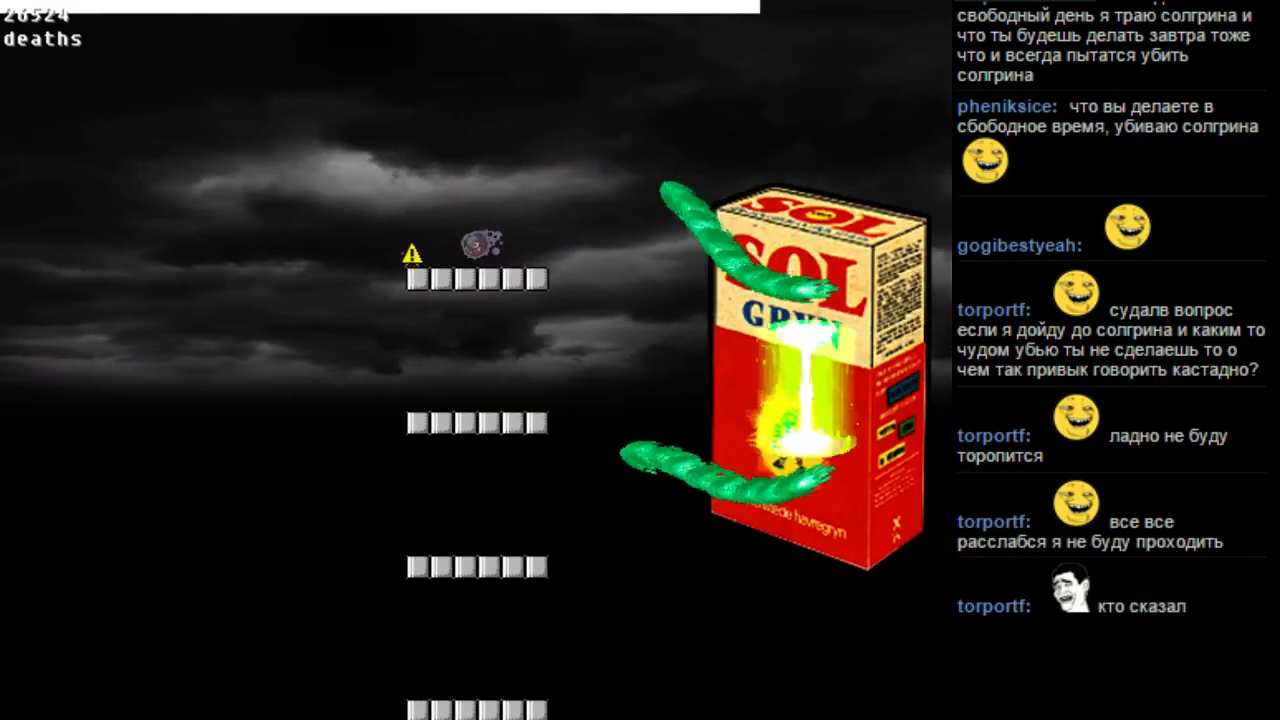 26524
deaths
SOL
SOL
GRYN
havregryn
свободный день я траю солгрина и
что ты будешь делать завтра тоже
что и всегда пытатся убить
солгрина
pheniksice: что вы делаете в
сбободное время, убиваю солгрина
gogibestyeah:
torportf: судалв вопрос
если я дойду до солгрина и каким то
чудом убью ты не сделаешь то о
чем так привык говорить кастадно?
torportf: ладно не буду
торопится
torportf: все все
расслабся я не буду проходить
torportf: кто сказал